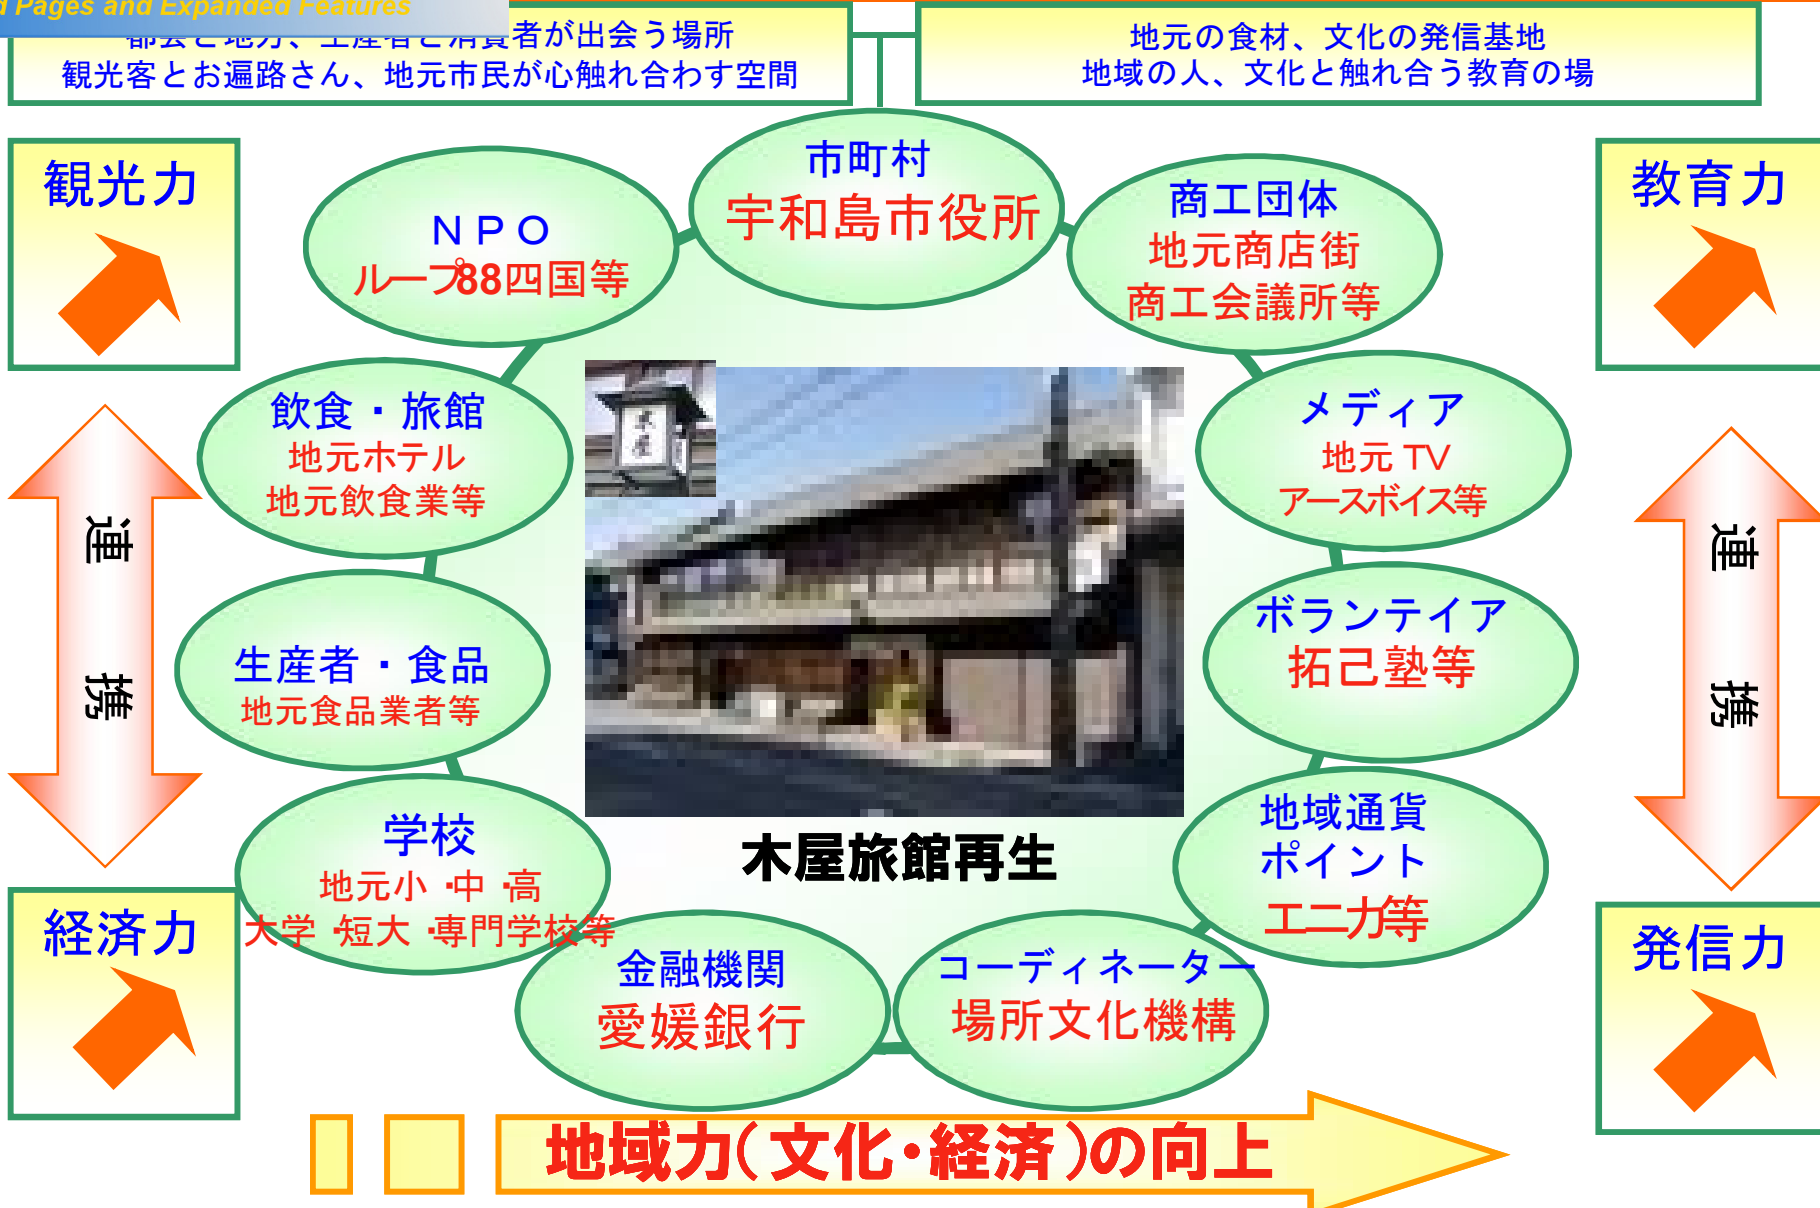 d Pages and Expanded Features
都会と地方、生産者と消費者が出会う場所
観光客とお遍路さん、地元市民が心触れ合わす空間
地元の食材、文化の発信基地
地域の人、文化と触れ合う教育の場
観光力
教育力
市町村
宇和島市役所
NPO
ループ88四国等
商工団体
地元商店街
商工会議所等
飲食・旅館
地元ホテル
地元飲食業等
メディア
地元TV
アースボイス等
連携
連携
生産者・食品
地元食品業者等
ボランテイア
拓己塾等
木屋
木屋旅館再生
学校
地元小・中・高
大学・短大・専門学校等
地域通貨
ポイント
エニカ等
経済力
発信力
金融機関
愛媛銀行
コーディネーター
場所文化機構
地域力(文化・経済)の向上